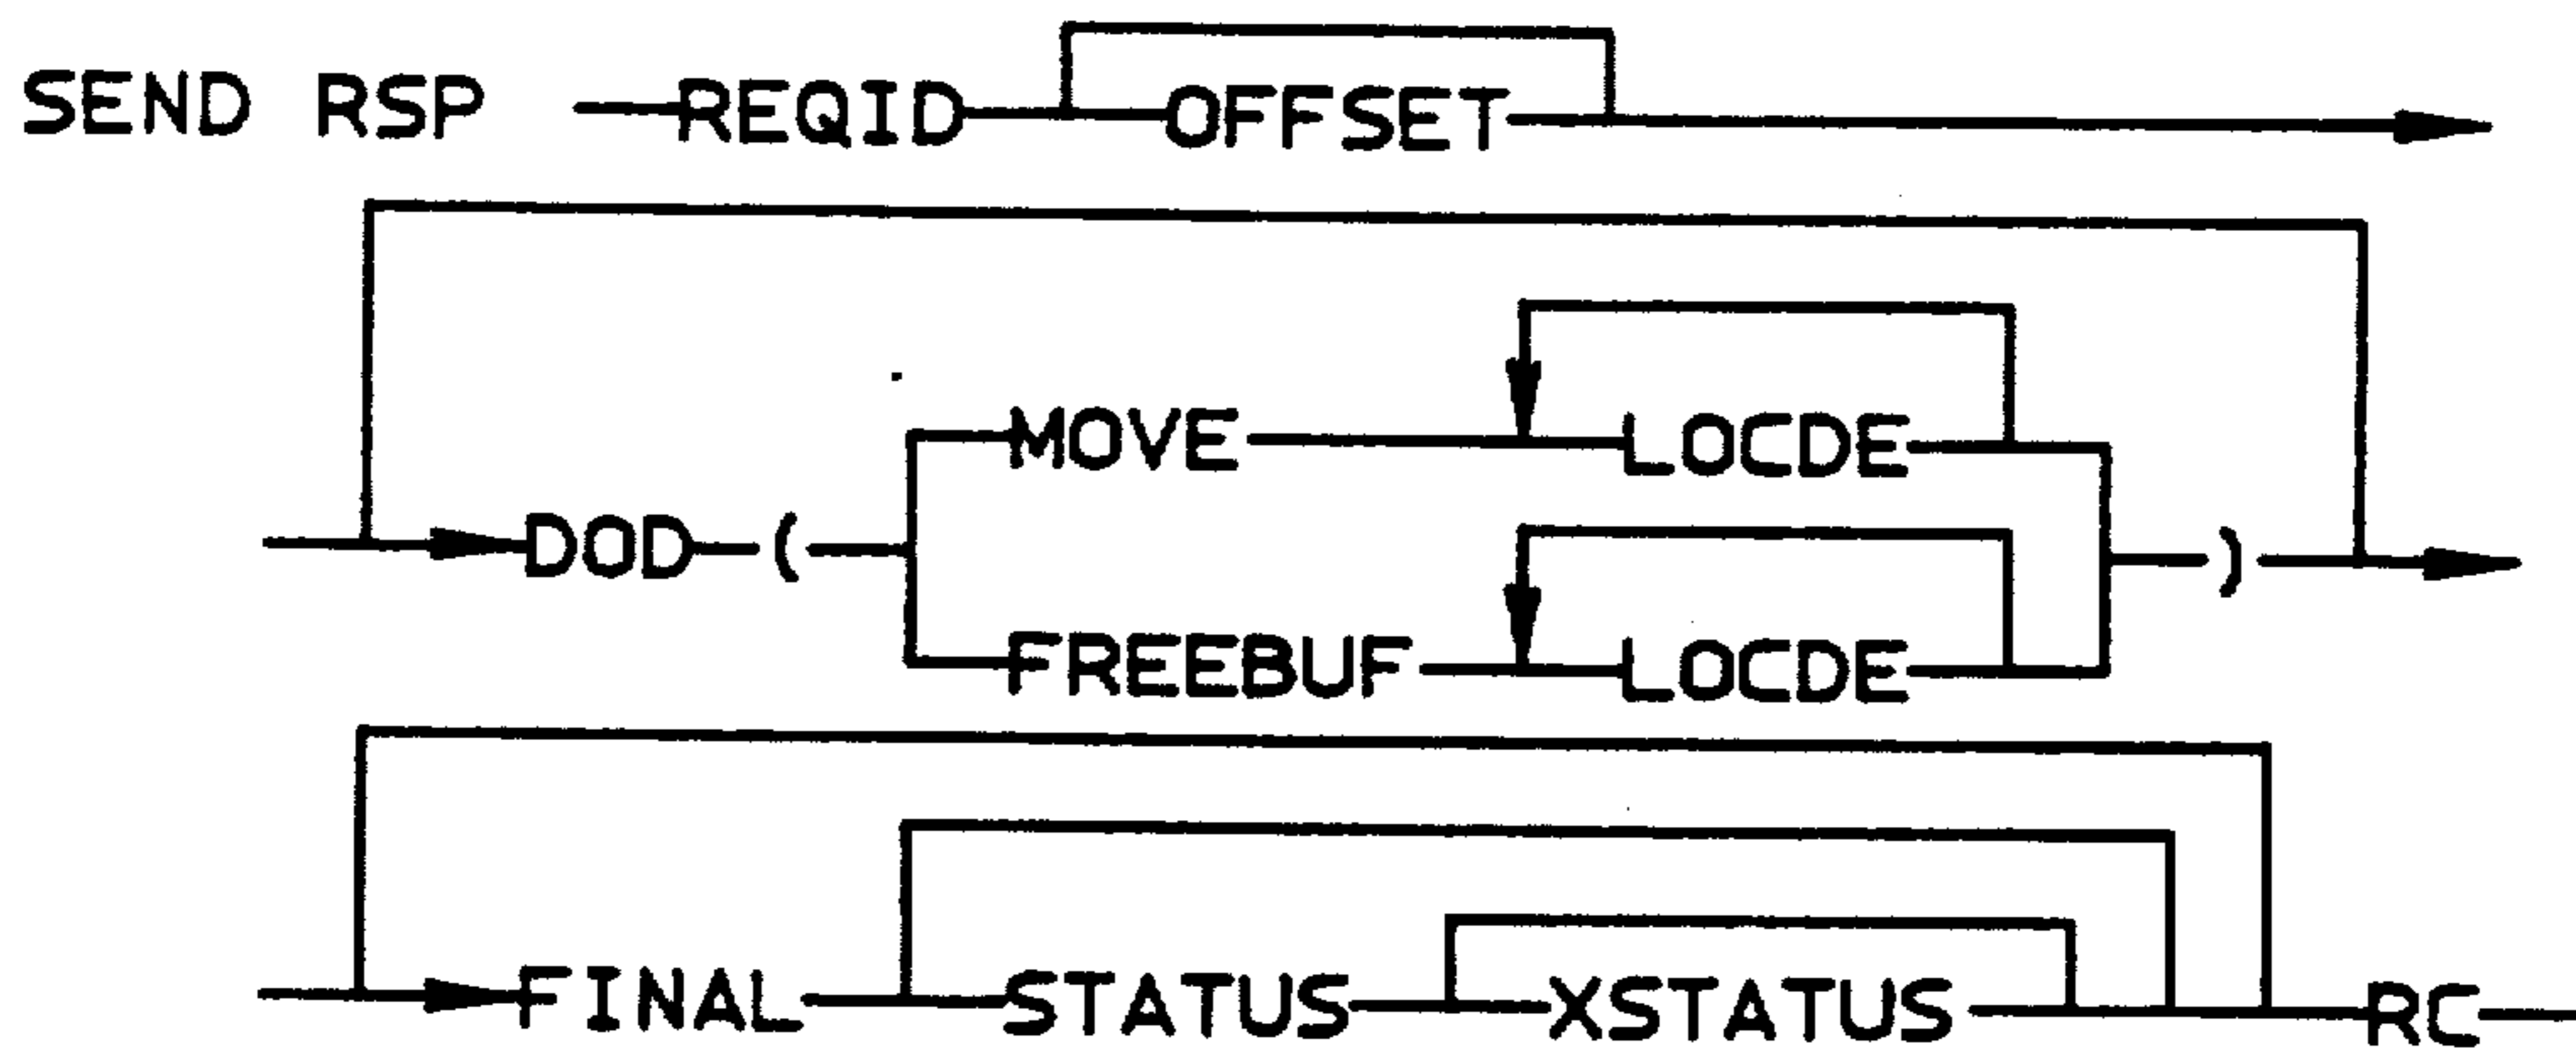 SEND RSP REQID OFFSET
MOVE LOCDE
DOD ( )
FREEBUF LOCDE
FINAL STATUS XSTATUS RC